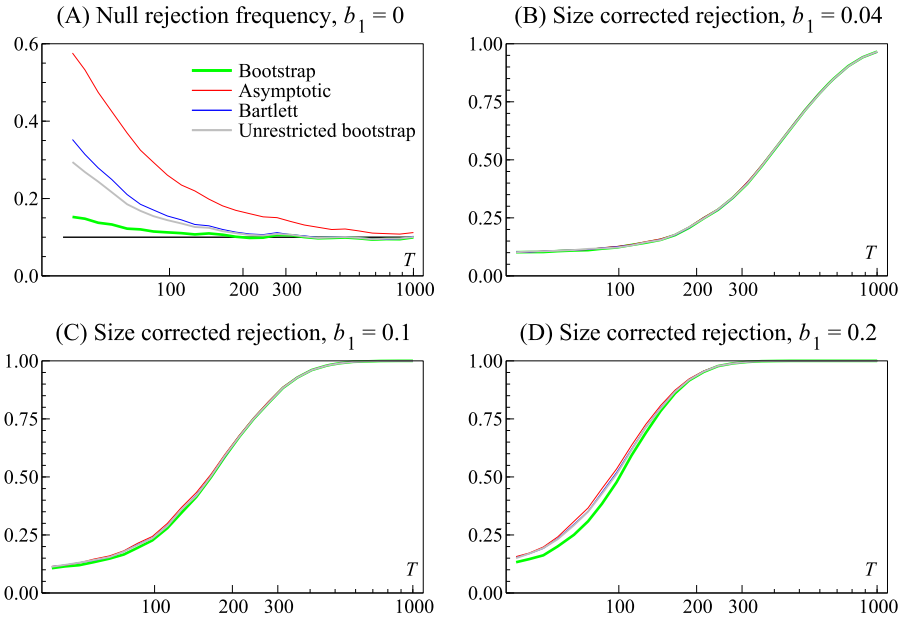 (A) Null rejection frequency, b1 = 0
0.6
0.4
0.2
0.0
Bootstrap
Asymptotic
Bartlett
Unrestricted bootstrap
T
100 200 300 1000
(B) Size corrected rejection, b1 = 0.04
1.00
0.75
0.50
0.25
0.00
T
100 200 300 1000
(C) Size corrected rejection, b1 = 0.1
1.00
0.75
0.50
0.25
0.00
T
100 200 300 1000
(D) Size corrected rejection, b1 = 0.2
1.00
0.75
0.50
0.25
0.00
T
100 200 300 1000